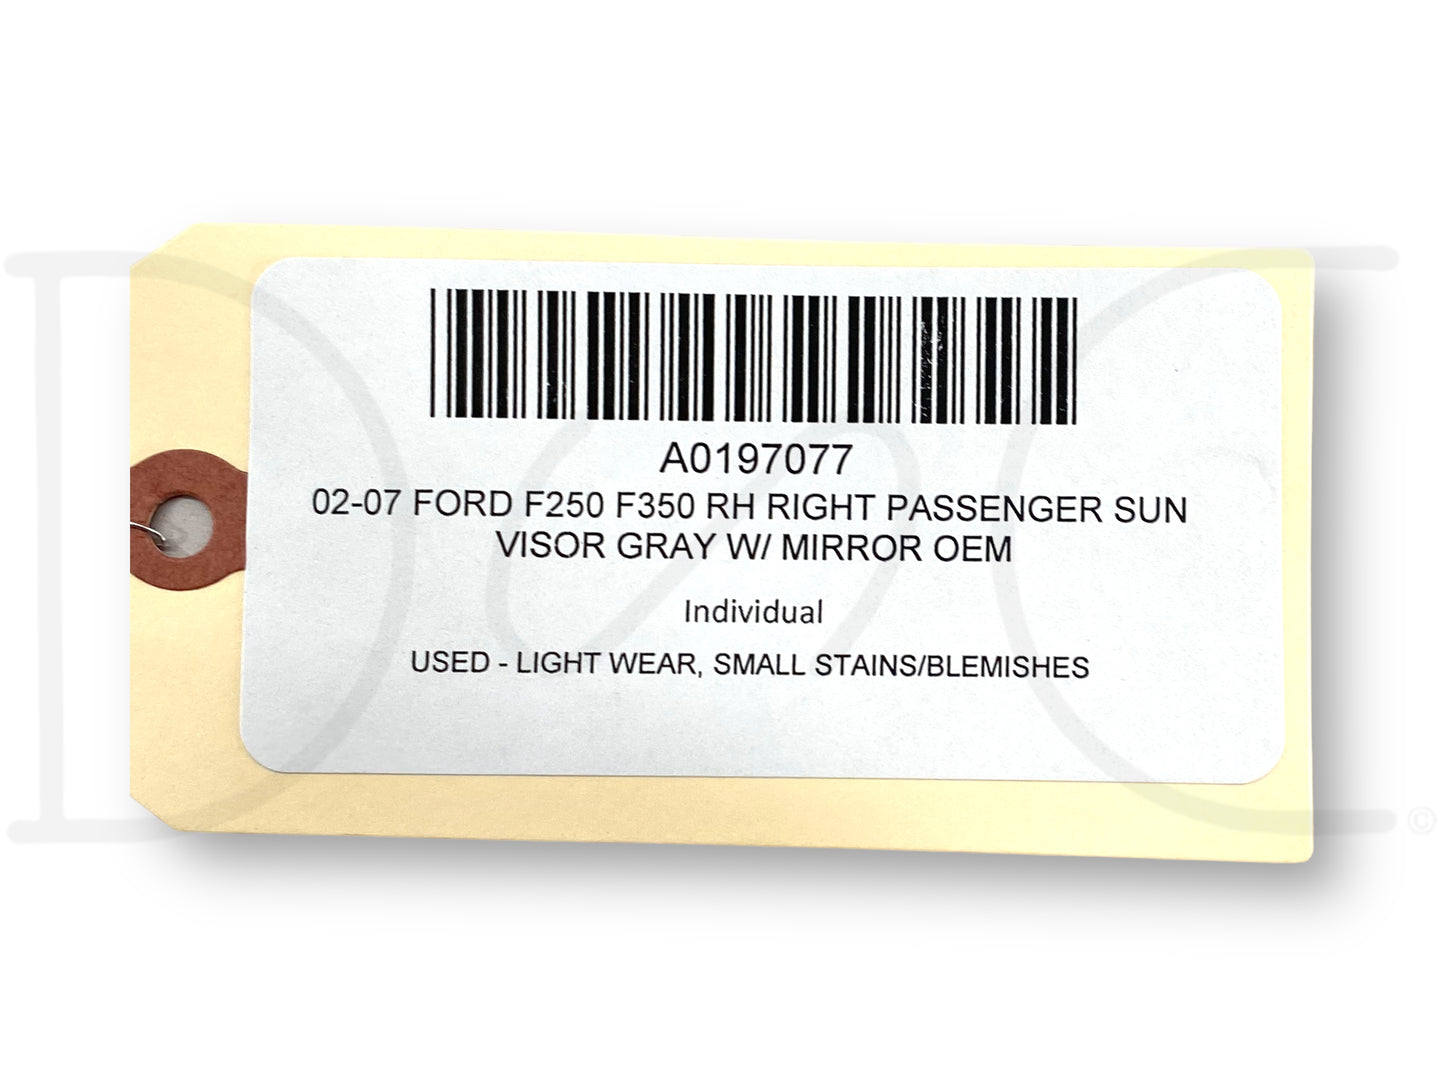 A0197077
02-07 FORD F250 F350 RH RIGHT PASSENGER SUN
VISOR GRAY W/ MIRROR OEM
Individual
USED - LIGHT WEAR, SMALL STAINS/BLEMISHES
D&C ©